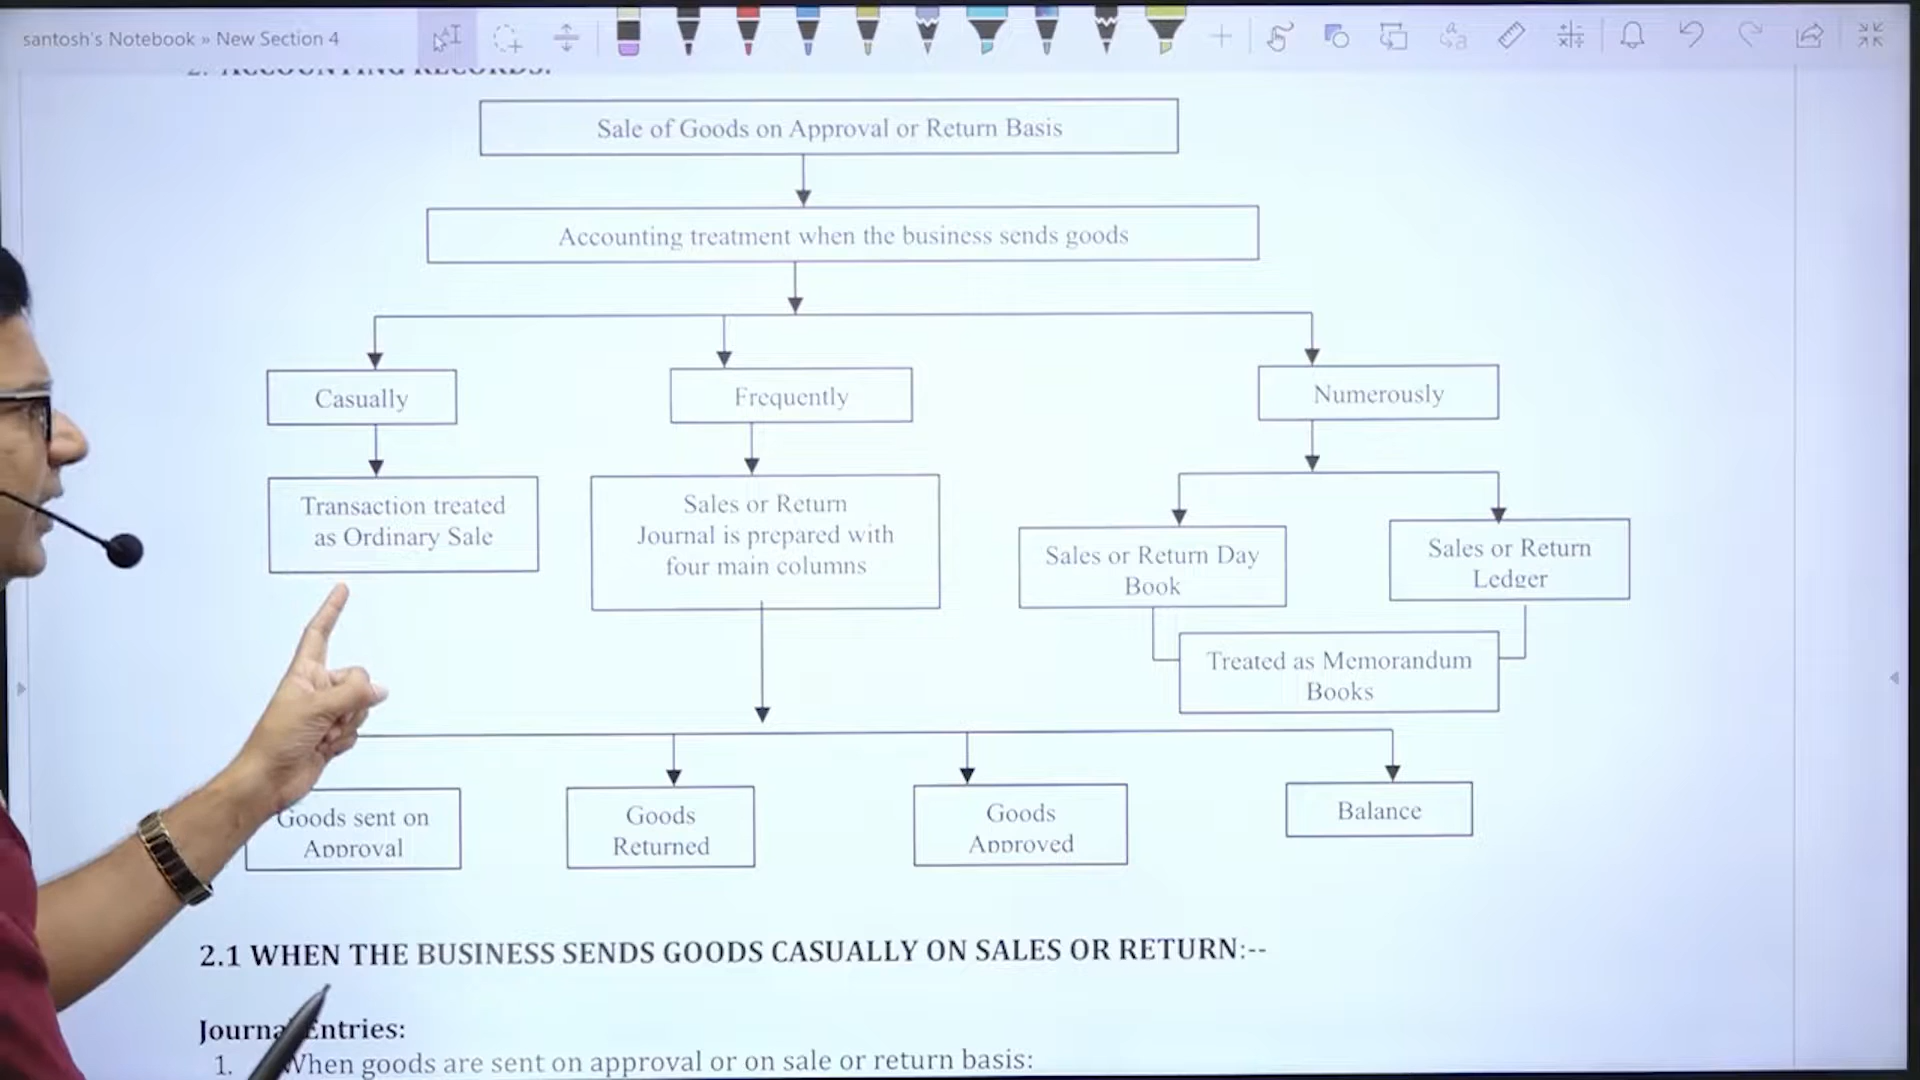 santosh's Notebook » New Section 4
2. ACCOUNTING RECORDS:
Sale of Goods on Approval or Return Basis
Accounting treatment when the business sends goods
Casually
Frequently
Numerously
Transaction treated
as Ordinary Sale
Sales or Return
Journal is prepared with
four main columns
Sales or Return Day
Book
Sales or Return
Ledger
Treated as Memorandum
Books
Goods sent on
Approval
Goods
Returned
Goods
Approved
Balance
2.1 WHEN THE BUSINESS SENDS GOODS CASUALLY ON SALES OR RETURN:--
Journal Entries:
1. When goods are sent on approval or on sale or return basis: